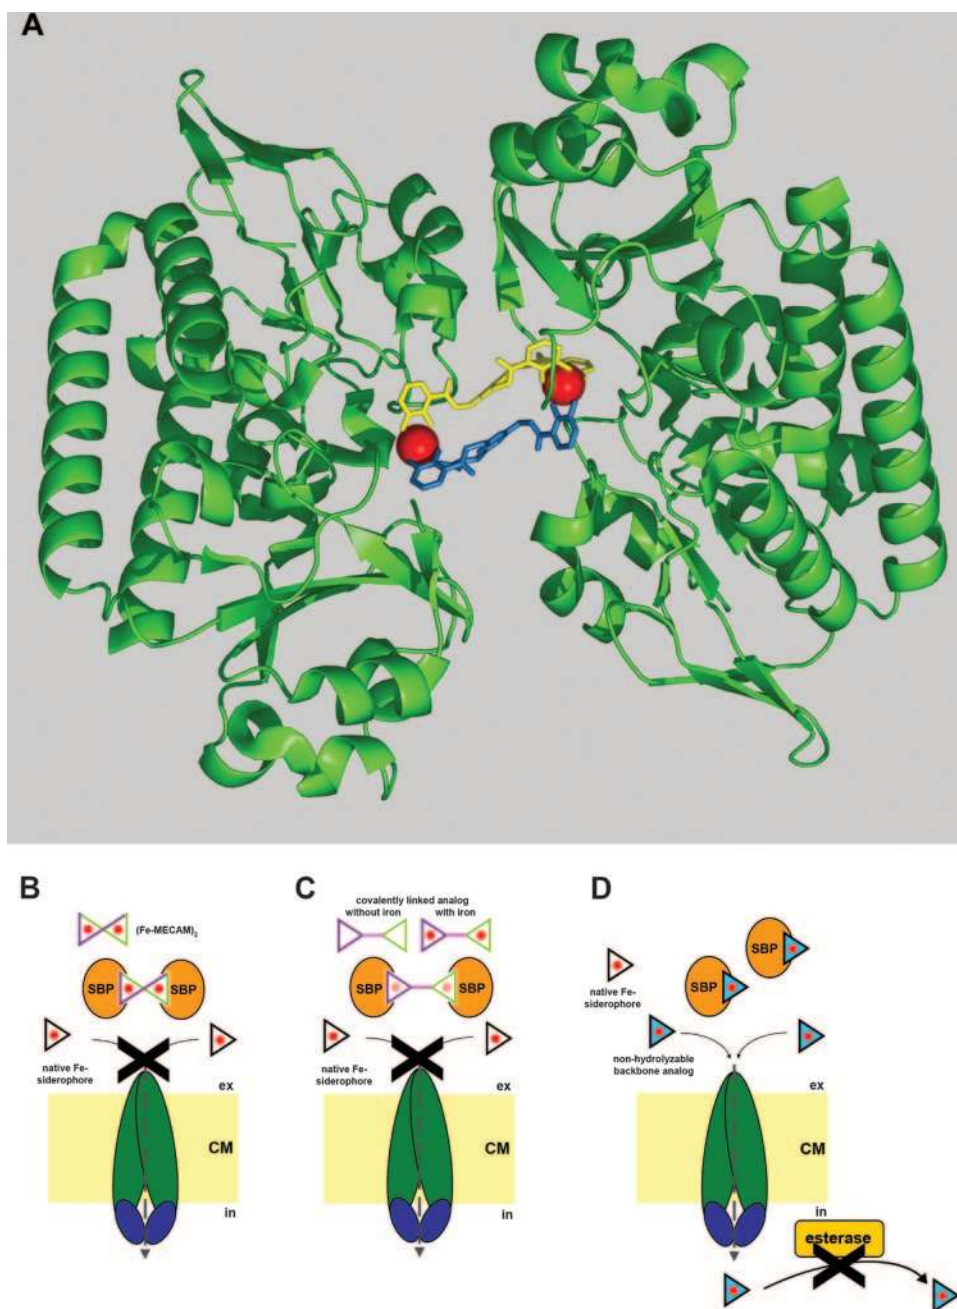 A
B
(Fe-MECAM)2
SBP
SBP
native Fe-
siderophore
ex
CM
in
C
covalently linked analog
without iron
with iron
SBP
SBP
native Fe-
siderophore
ex
CM
in
D
SBP
SBP
native Fe-
siderophore
non-hydrolyzable
backbone analog
ex
CM
in
esterase